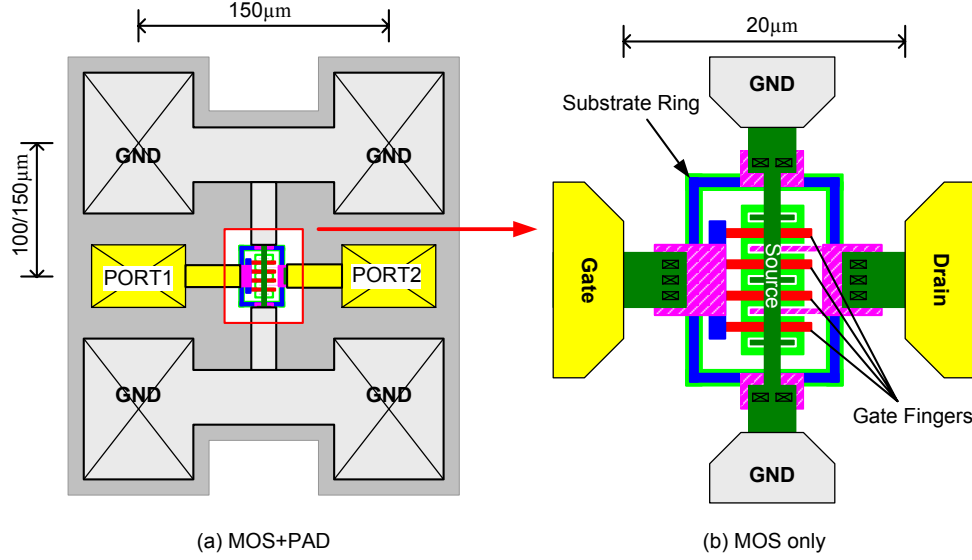 150µm
100/150µm
GND
GND
PORT1
PORT2
GND
GND
(a) MOS+PAD
20µm
Substrate Ring
GND
Gate
Source
Drain
Gate Fingers
GND
(b) MOS only